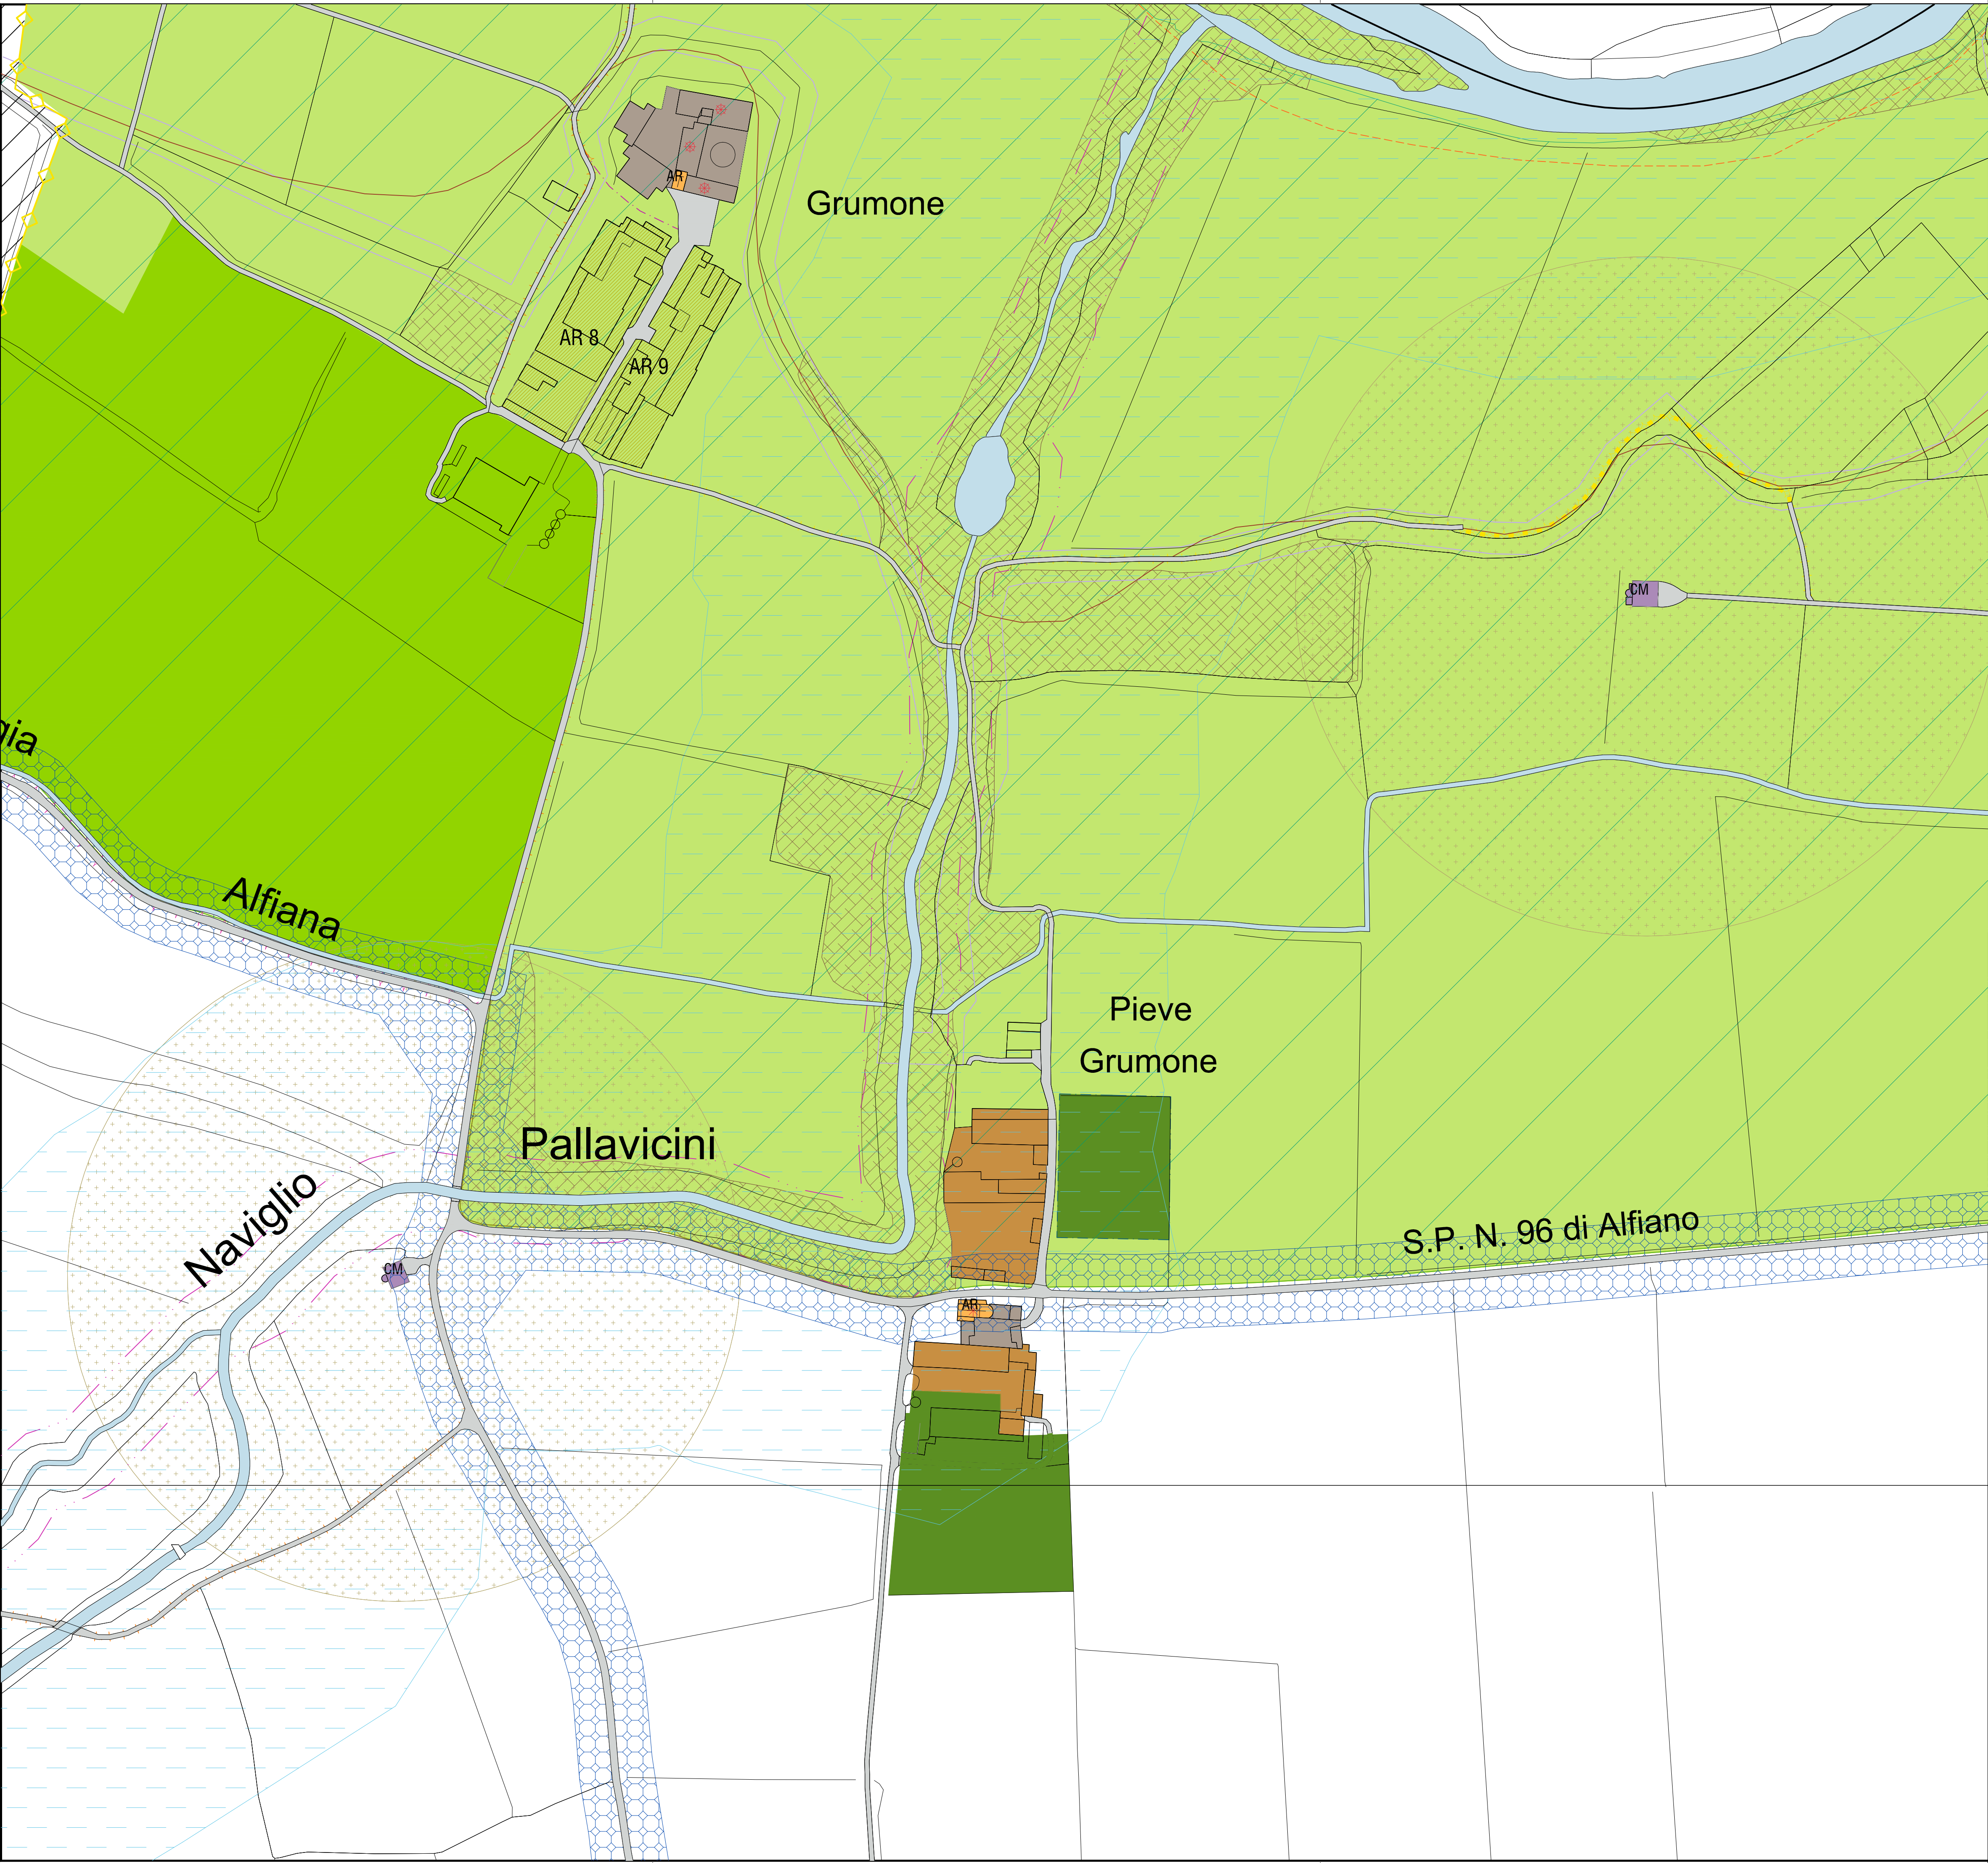 AR
Grumone
AR 8
AR 9
CM
gia
Alfiana
Pieve
Grumone
Pallavicini
Naviglio
S.P. N. 96 di Alfiano
CM
AR